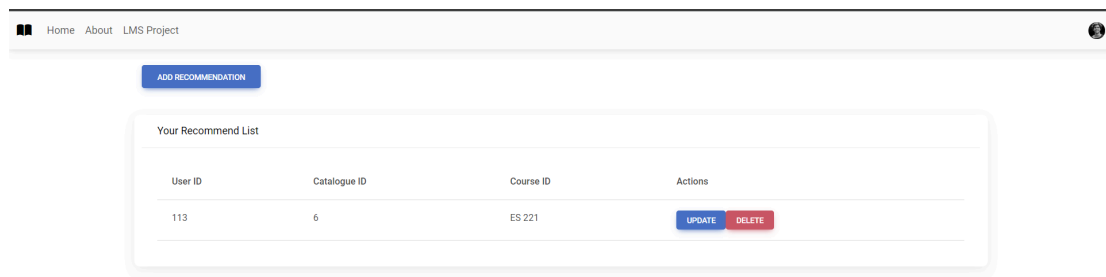 Home About LMS Project
ADD RECOMMENDATION
Your Recommend List
User ID Catalogue ID Course ID Actions
113 6 ES 221 UPDATE DELETE